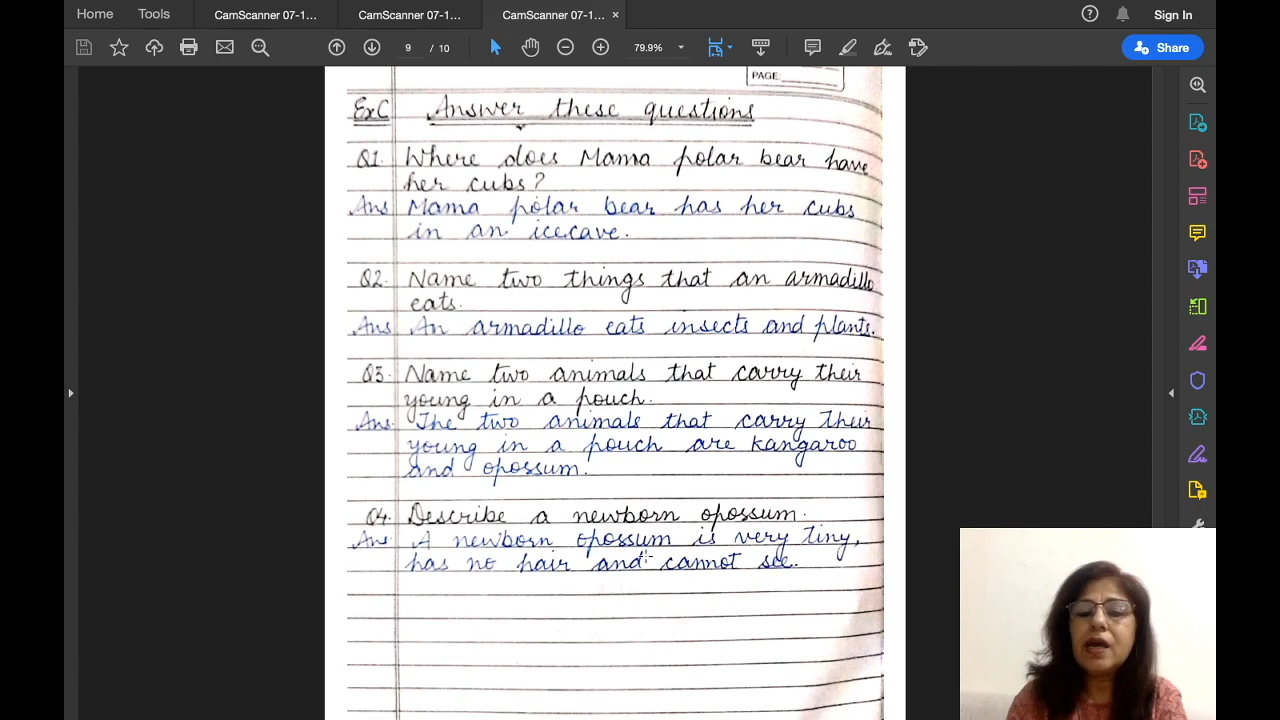 Home Tools CamScanner 07-1... CamScanner 07-1... CamScanner 07-1... × Sign In
9 / 10 79.9% Share
PAGE:
Ex C Answer these questions
Q1. Where does Mama polar bear have
her cubs?
Ans Mama polar bear has her cubs
in an icecave.
Q2. Name two things that an armadillo
eats.
Ans An armadillo eats insects and plants.
Q3. Name two animals that carry their
young in a pouch.
Ans. The two animals that carry their
young in a pouch are kangaroo
and opossum.
Q4. Describe a newborn opossum.
Ans. A newborn opossum is very tiny,
has no hair and cannot see.